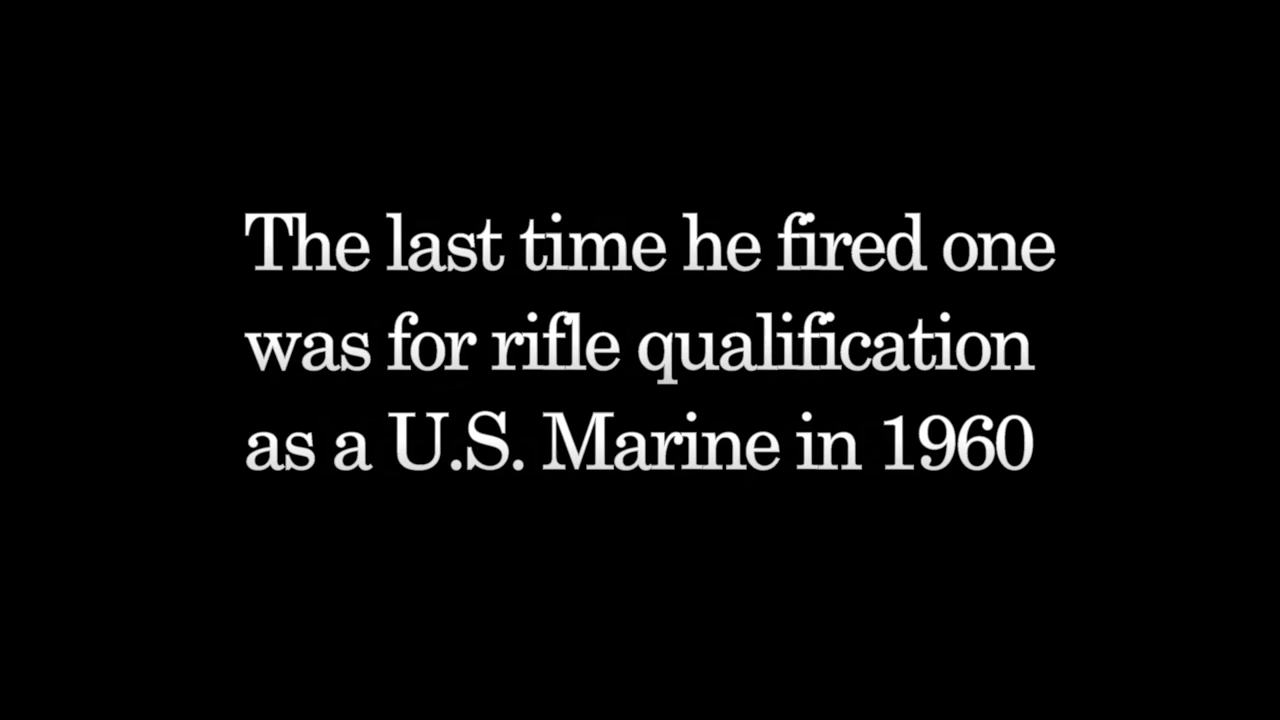 The last time he fired one
was for rifle qualification
as a U.S. Marine in 1960